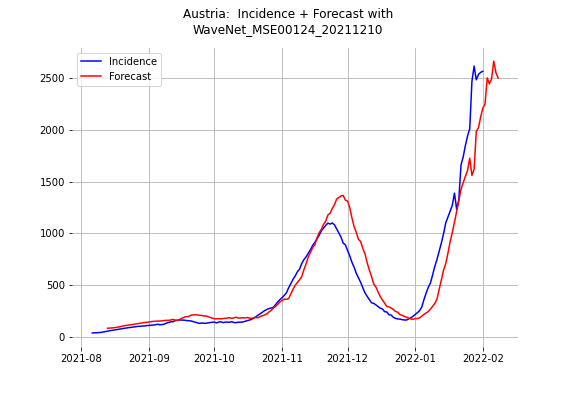 Austria:  Incidence + Forecast with
WaveNet_MSE00124_20211210
Incidence
Forecast
2500
2000
1500
1000
500
0
2021-08 2021-09 2021-10 2021-11 2021-12 2022-01 2022-02